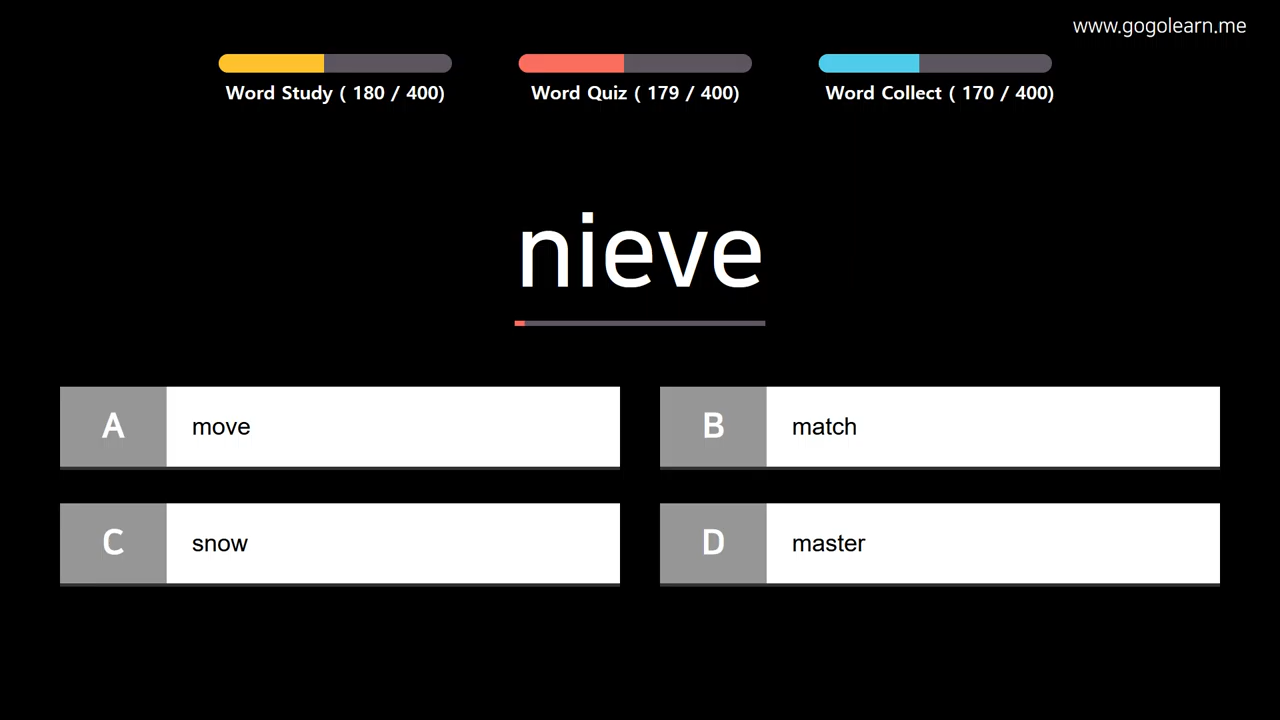 www.gogolearn.me
Word Study ( 180 / 400)
Word Quiz ( 179 / 400)
Word Collect ( 170 / 400)
nieve
A move
B match
C snow
D master